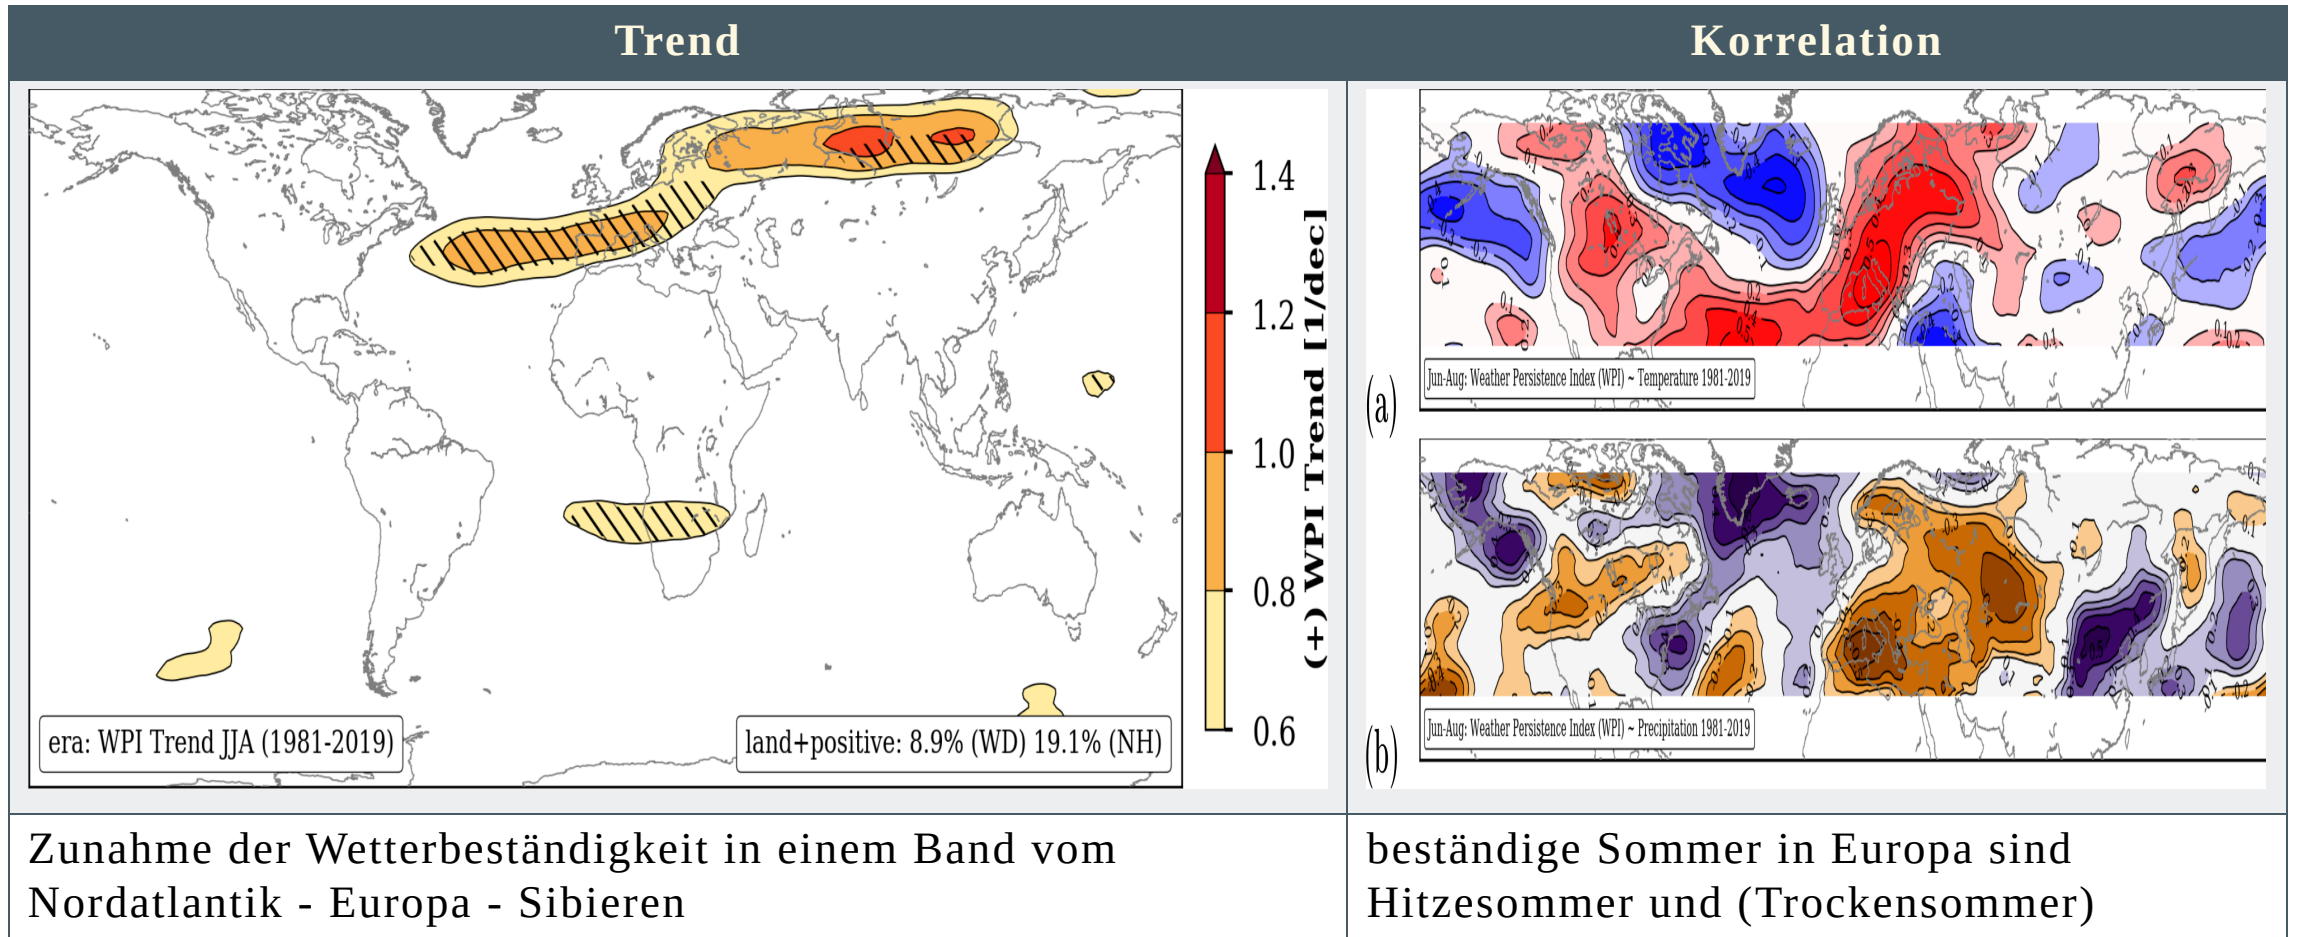 Trend
Korrelation
1.4
1.2
1.0
0.8
0.6
(+) WPI Trend [1/dec]
era: WPI Trend JJA (1981-2019)
land+positive: 8.9% (WD) 19.1% (NH)
(a)
Jun-Aug: Weather Persistence Index (WPI) ~ Temperature 1981-2019
(b)
Jun-Aug: Weather Persistence Index (WPI) ~ Precipitation 1981-2019
Zunahme der Wetterbeständigkeit in einem Band vom
Nordatlantik - Europa - Sibieren
beständige Sommer in Europa sind
Hitzesommer und (Trockensommer)